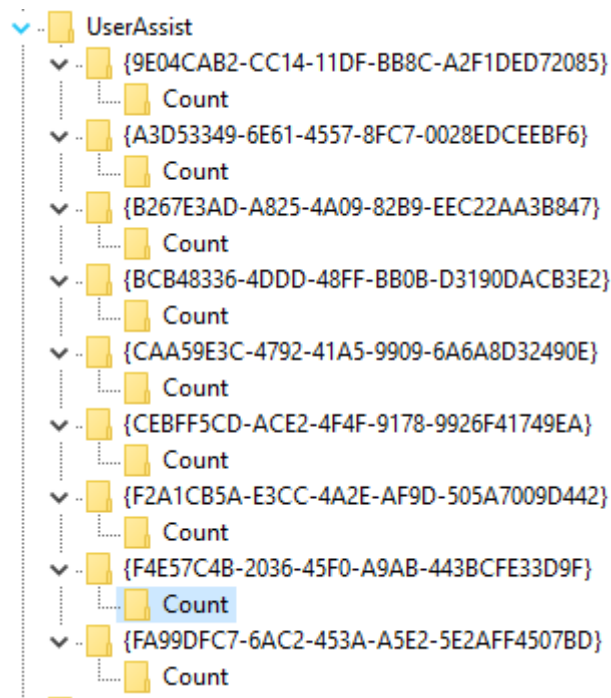 UserAssist
{9E04CAB2-CC14-11DF-BB8C-A2F1DED72085}
Count
{A3D53349-6E61-4557-8FC7-0028EDCEEBF6}
Count
{B267E3AD-A825-4A09-82B9-EEC22AA3B847}
Count
{BCB48336-4DDD-48FF-BB0B-D3190DACB3E2}
Count
{CAA59E3C-4792-41A5-9909-6A6A8D32490E}
Count
{CEBFF5CD-ACE2-4F4F-9178-9926F41749EA}
Count
{F2A1CB5A-E3CC-4A2E-AF9D-505A7009D442}
Count
{F4E57C4B-2036-45F0-A9AB-443BCFE33D9F}
Count
{FA99DFC7-6AC2-453A-A5E2-5E2AFF4507BD}
Count